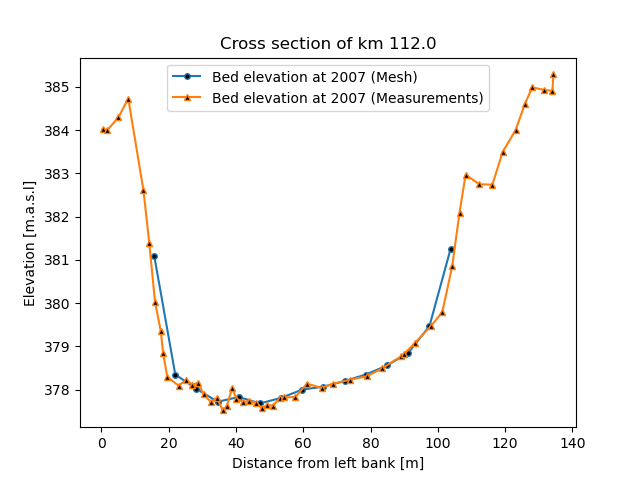 Cross section of km 112.0
Bed elevation at 2007 (Mesh)
Bed elevation at 2007 (Measurements)
Elevation [m.a.s.l]
385
384
383
382
381
380
379
378
0 20 40 60 80 100 120 140
Distance from left bank [m]